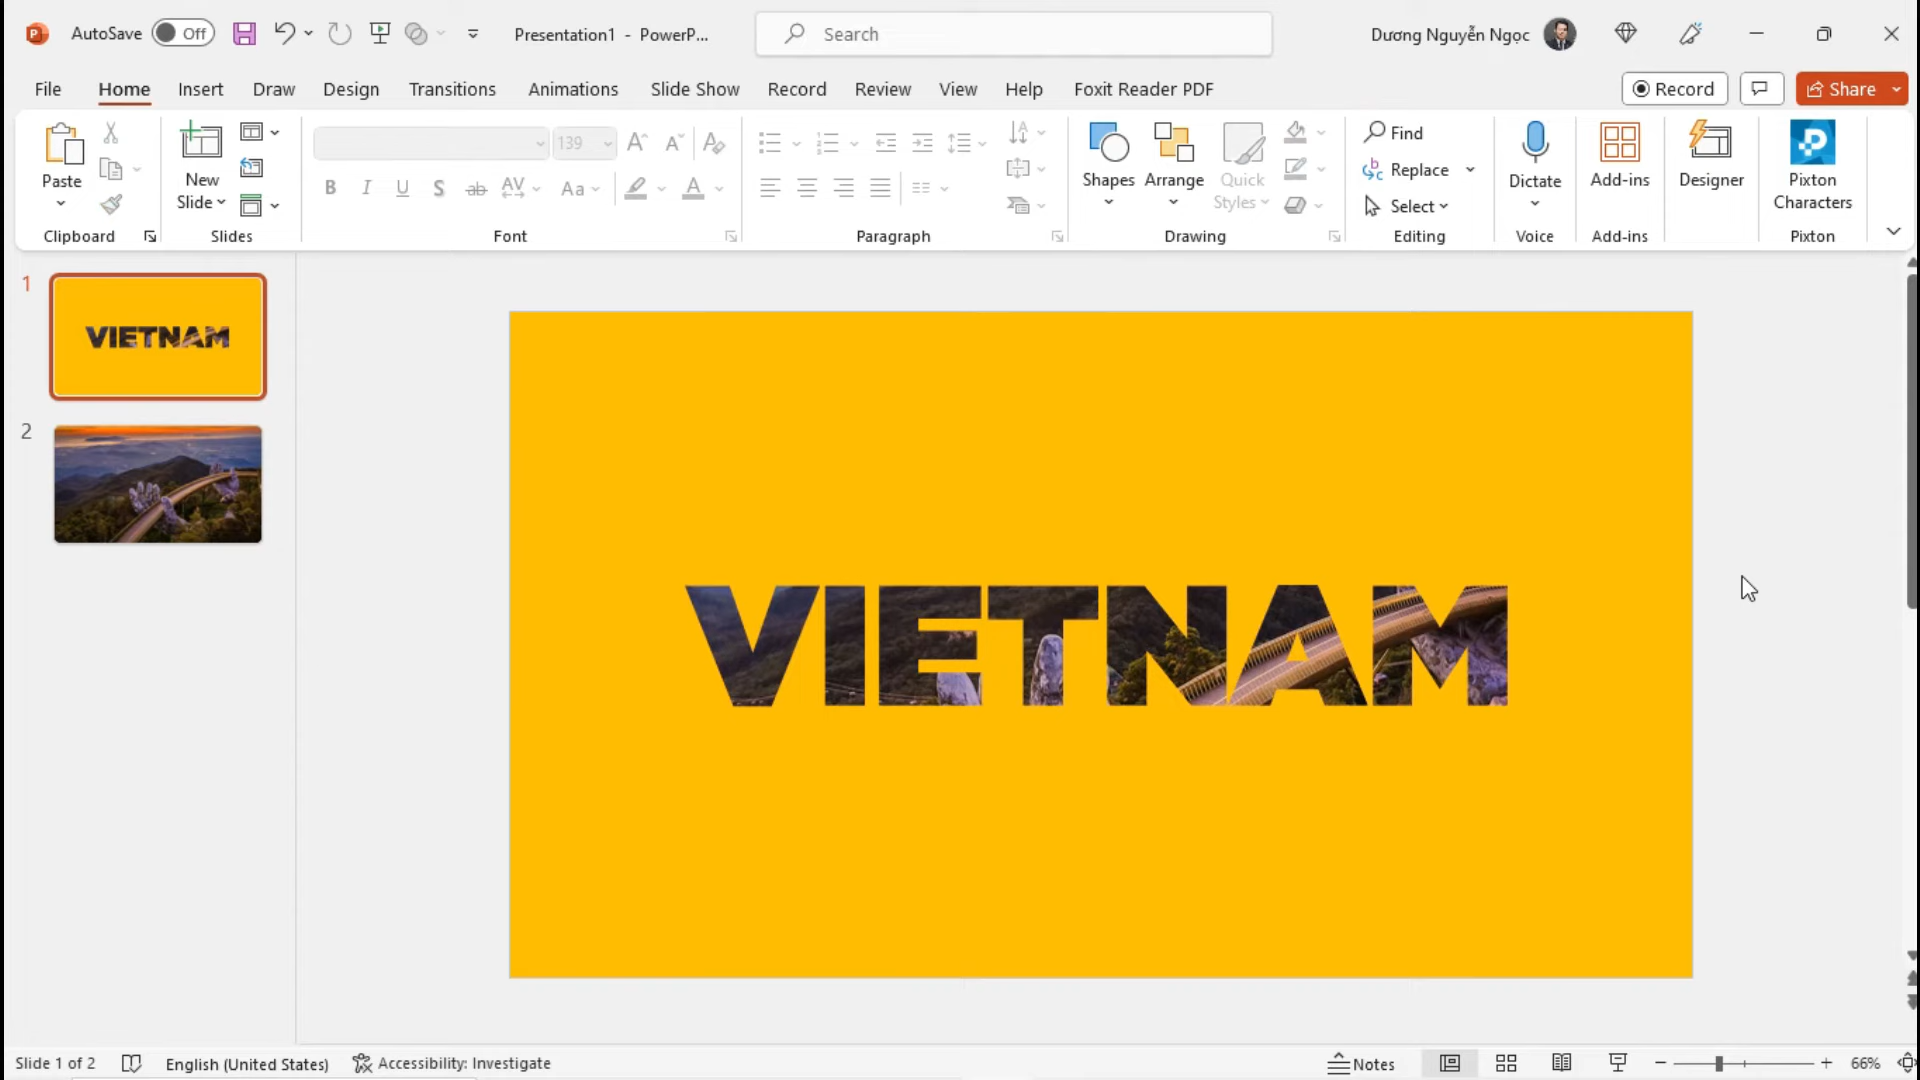 AutoSave Off Presentation1 - PowerP... Search Dương Nguyễn Ngọc
File Home Insert Draw Design Transitions Animations Slide Show Record Review View Help Foxit Reader PDF Record Share
Paste
Clipboard
New
Slide
Slides
139
B I U S ab AV Aa A
Font
Paragraph
Shapes
Arrange
Quick
Styles
Drawing
Find
Replace
Select
Editing
Dictate
Voice
Add-ins
Add-ins
Designer
Pixton
Characters
Pixton
1
VIETNAM
2
VIETNAM
Slide 1 of 2 English (United States) Accessibility: Investigate Notes 66%